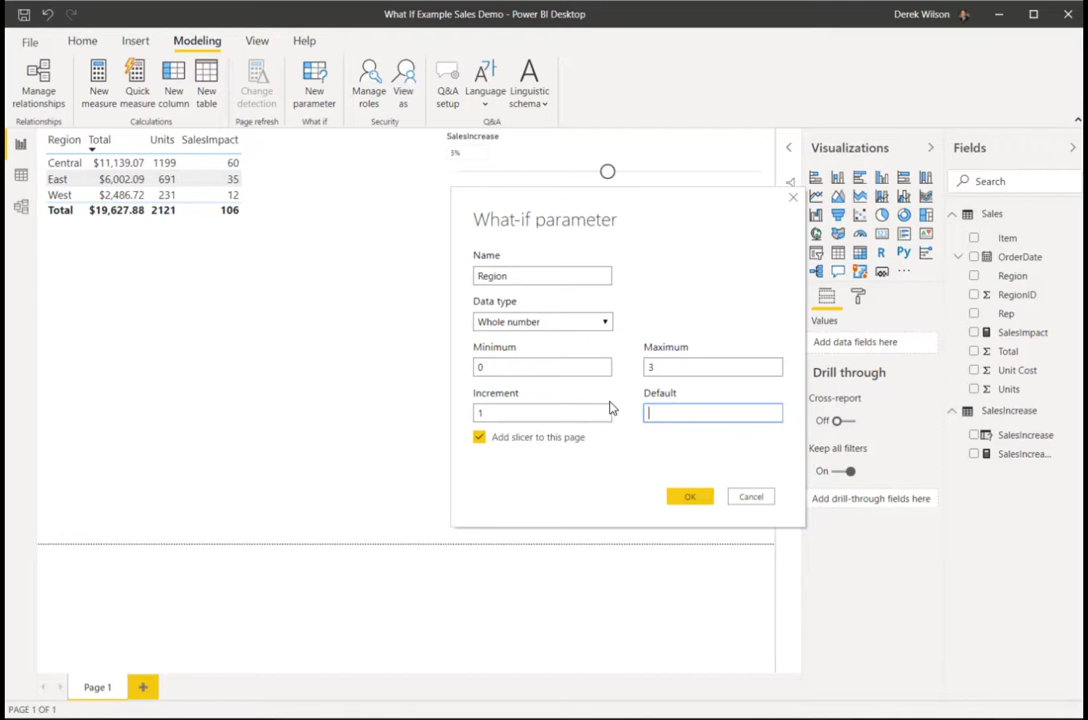 What If Example Sales Demo - Power BI Desktop
Derek Wilson
File Home Insert Modeling View Help
Manage relationships
New measure
Quick measure
New column
New table
Change detection
New parameter
Manage roles
View as
Q&A setup
Language
Linguistic schema
Relationships
Calculations
Page refresh
What if
Security
Q&A
Region Total Units SalesImpact
Central $11,139.07 1199 60
East $6,002.09 691 35
West $2,486.72 231 12
Total $19,627.88 2121 106
SalesIncrease
3%
What-if parameter
Name
Region
Data type
Whole number
Minimum
0
Maximum
3
Increment
1
Default
Add slicer to this page
OK
Cancel
Visualizations
R Py
Values
Add data fields here
Drill through
Cross-report
Off
Keep all filters
On
Add drill-through fields here
Fields
Search
Sales
Item
OrderDate
Region
RegionID
Rep
SalesImpact
Total
Unit Cost
Units
SalesIncrease
SalesIncrease
SalesIncrea...
Page 1
PAGE 1 OF 1